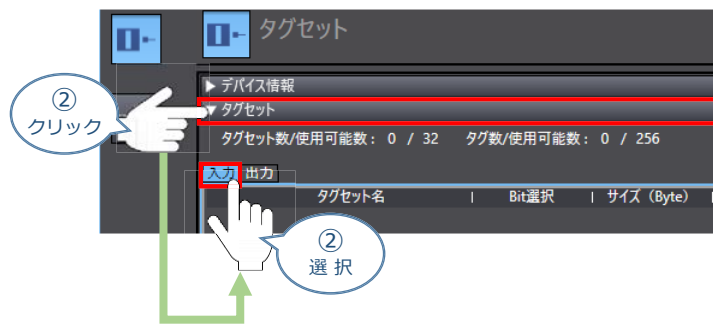 タグセット
▶ デバイス情報
▼ タグセット
②
クリック
タグセット数/使用可能数： 0 / 32 タグ数/使用可能数： 0 / 256
入力 出力
タグセット名 | Bit選択 | サイズ（Byte） |
②
選 択